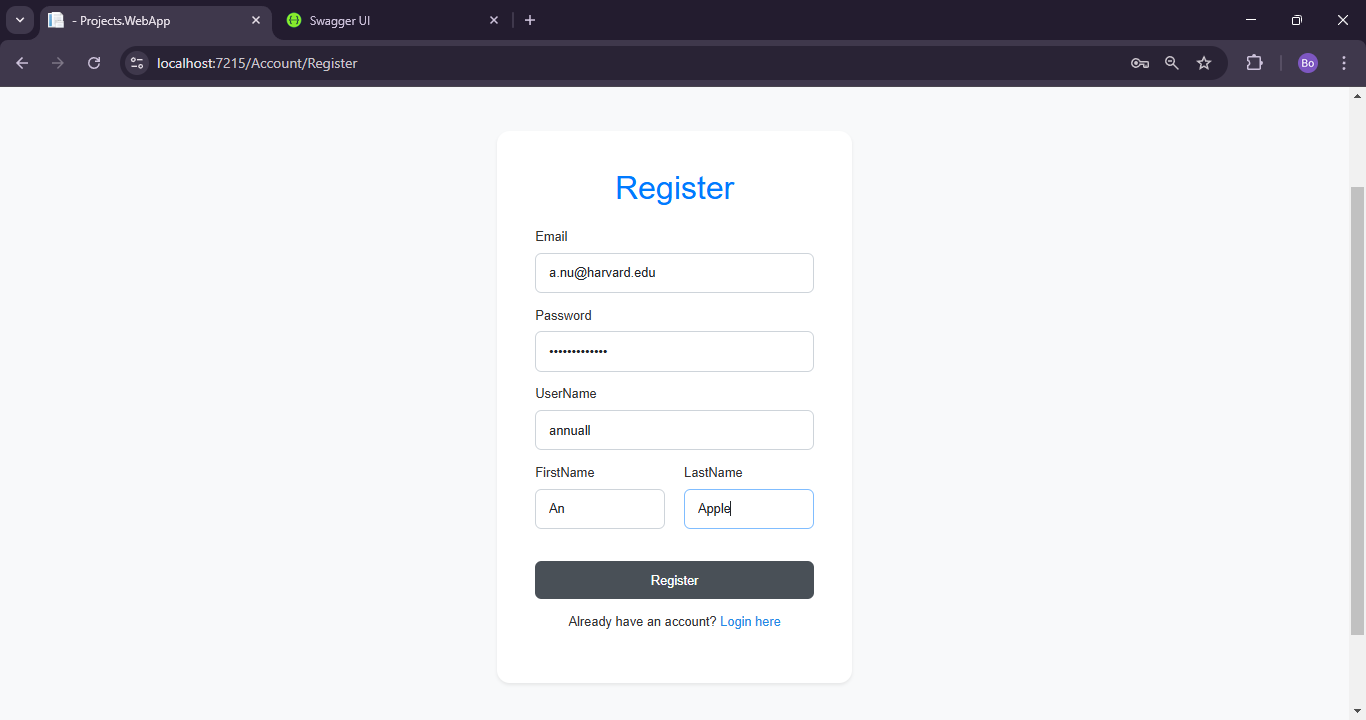 - Projects.WebApp
Swagger UI
localhost:7215/Account/Register
Bo
Register
Email
a.nu@harvard.edu
Password
•••••••••••••
UserName
annuall
FirstName LastName
An Apple
Register
Already have an account? Login here